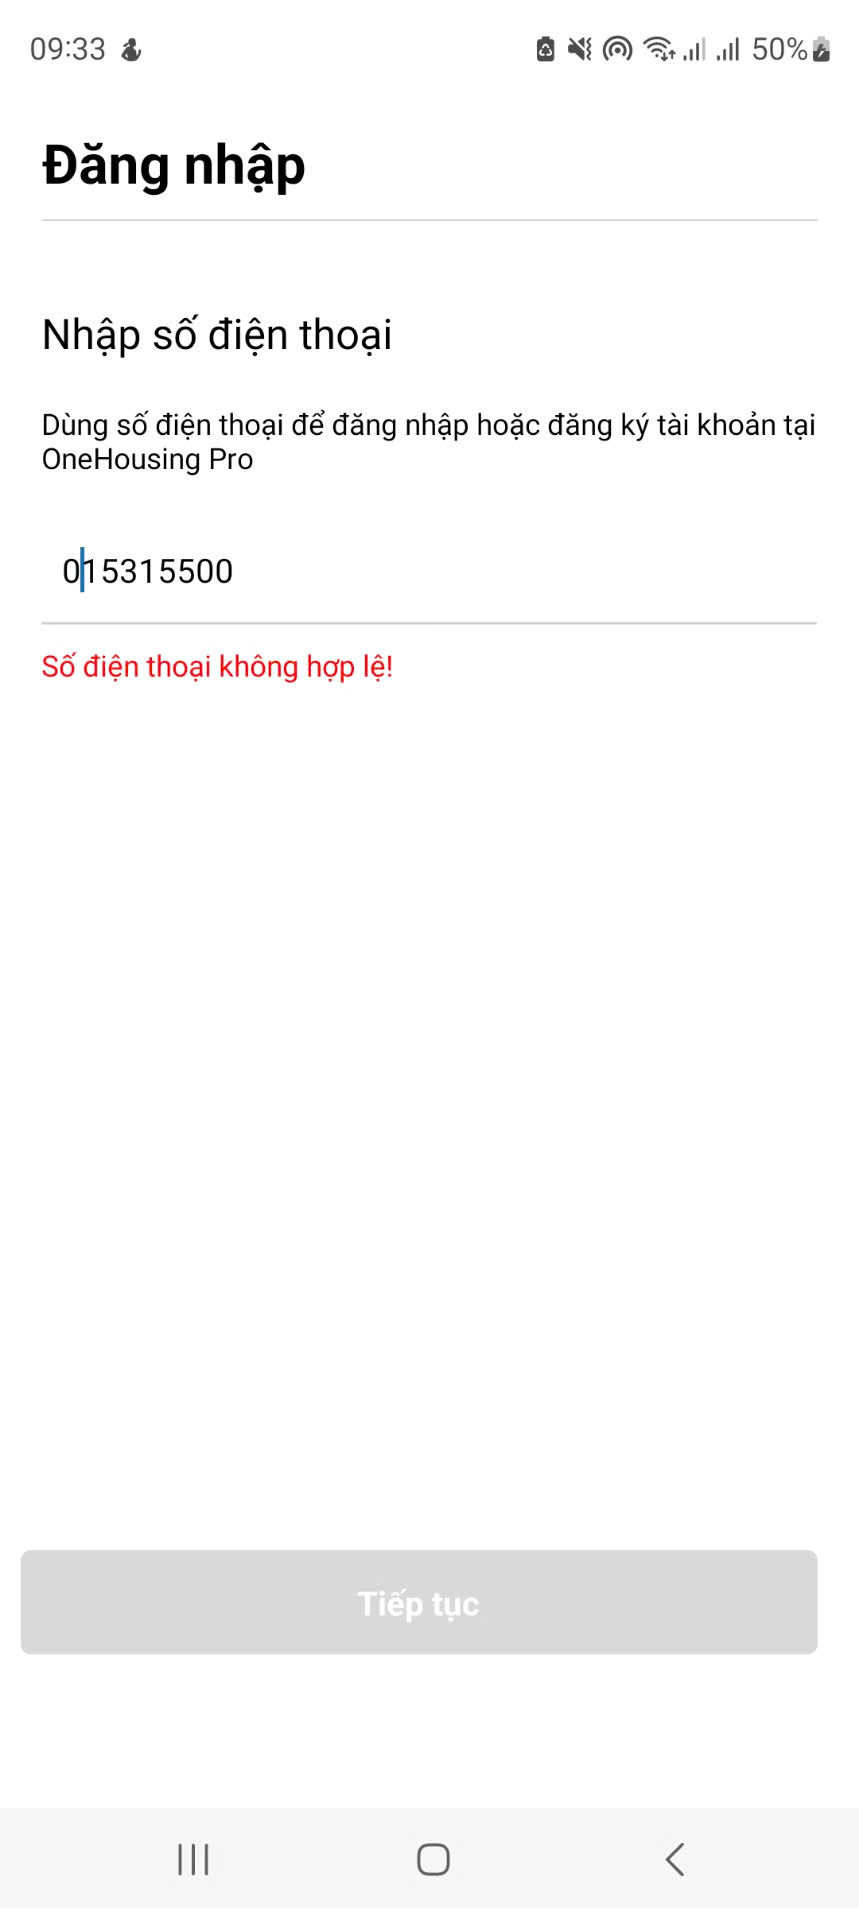 09:33
50%
Đăng nhập
Nhập số điện thoại
Dùng số điện thoại để đăng nhập hoặc đăng ký tài khoản tại
OneHousing Pro
015315500
Số điện thoại không hợp lệ!
Tiếp tục